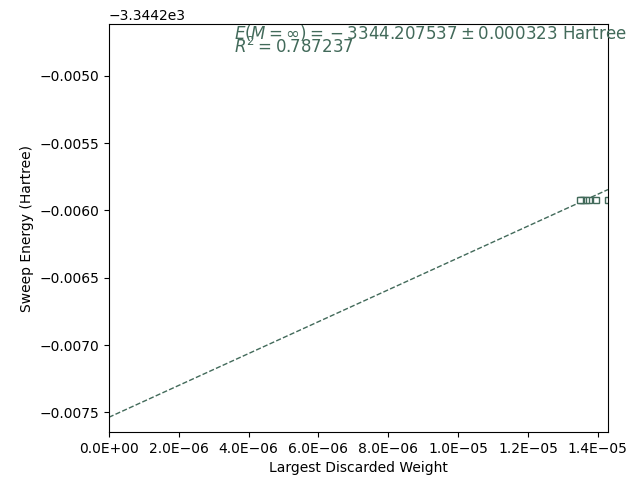 −3.3442e3
E(M = ∞) = −3344.207537 ± 0.000323 Hartree
R² = 0.787237
−0.0050
−0.0055
−0.0060
−0.0065
−0.0070
−0.0075
Sweep Energy (Hartree)
0.0E+00 2.0E−06 4.0E−06 6.0E−06 8.0E−06 1.0E−05 1.2E−05 1.4E−05
Largest Discarded Weight